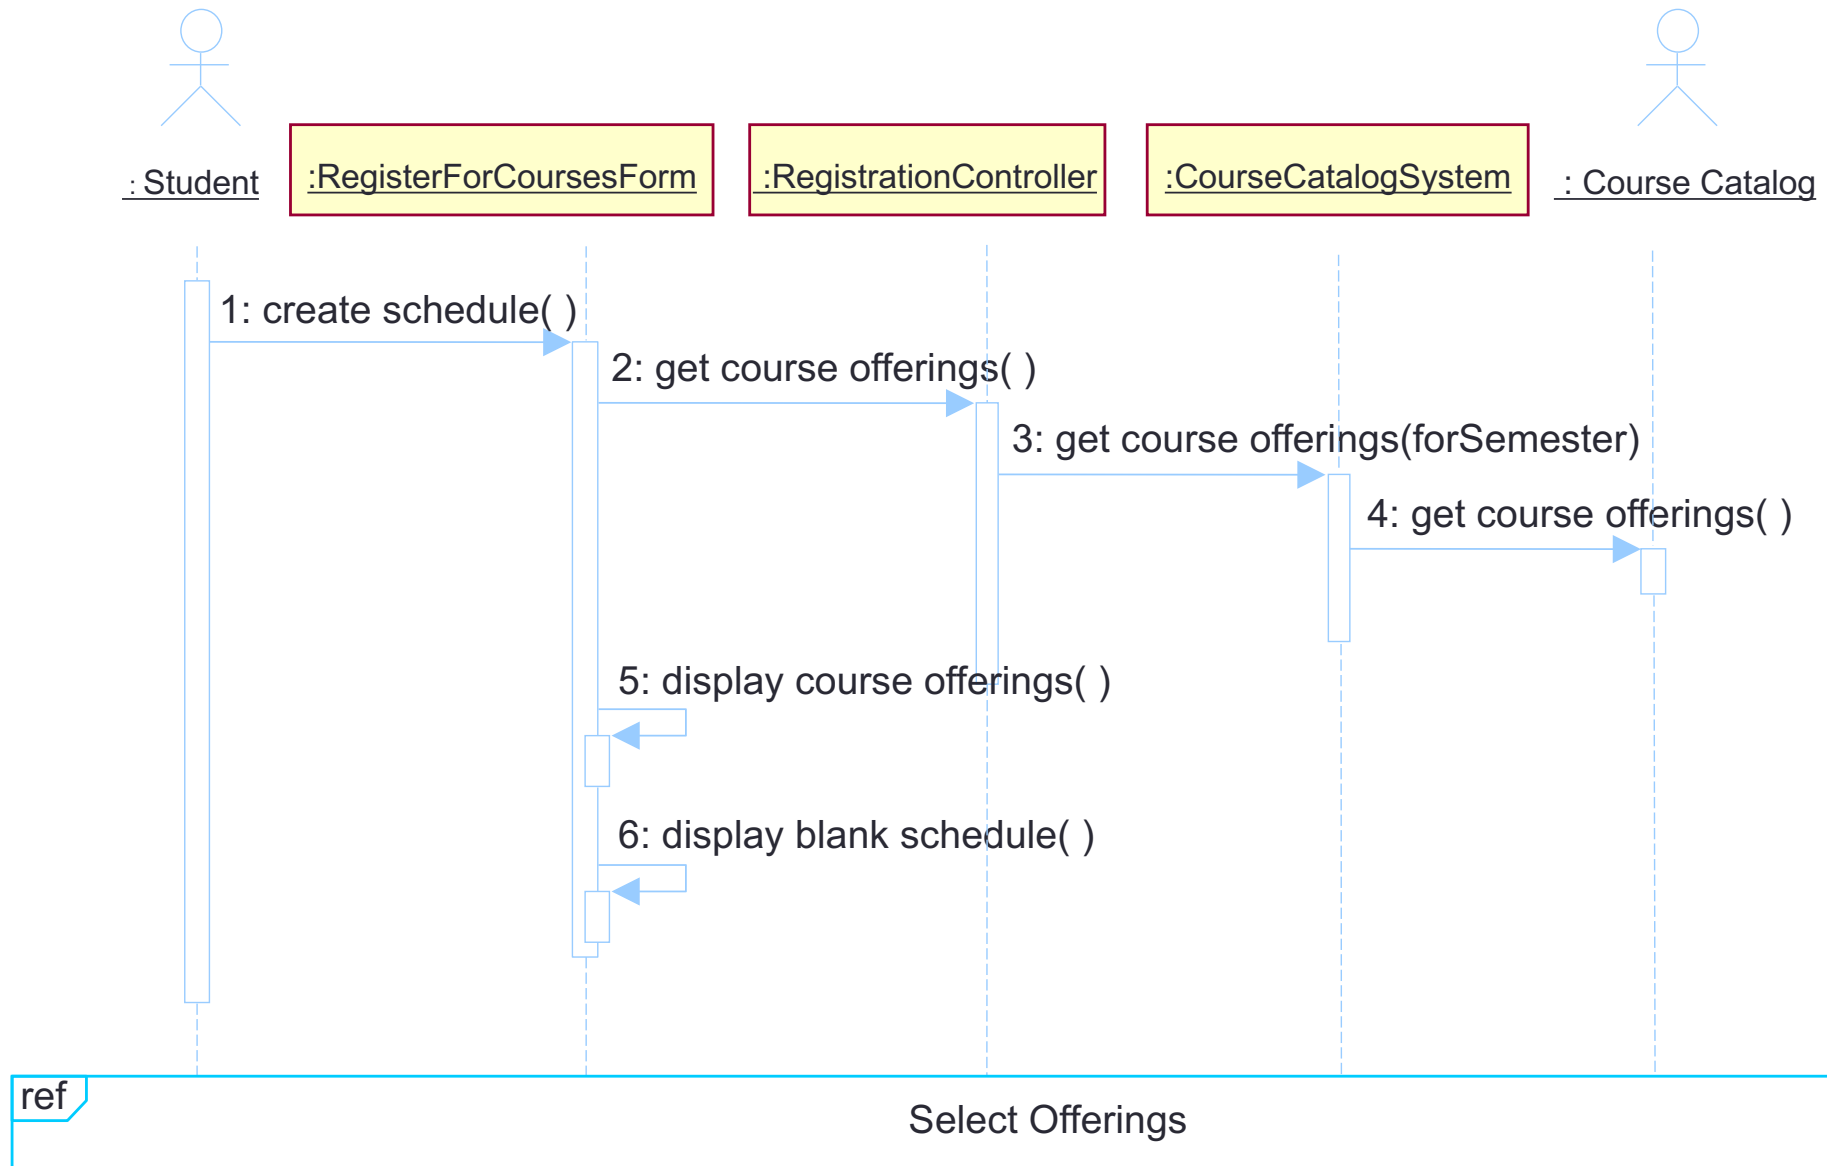 : Student
:RegisterForCoursesForm
:RegistrationController
:CourseCatalogSystem
: Course Catalog
1: create schedule( )
2: get course offerings( )
3: get course offerings(forSemester)
4: get course offerings( )
5: display course offerings( )
6: display blank schedule( )
ref
Select Offerings